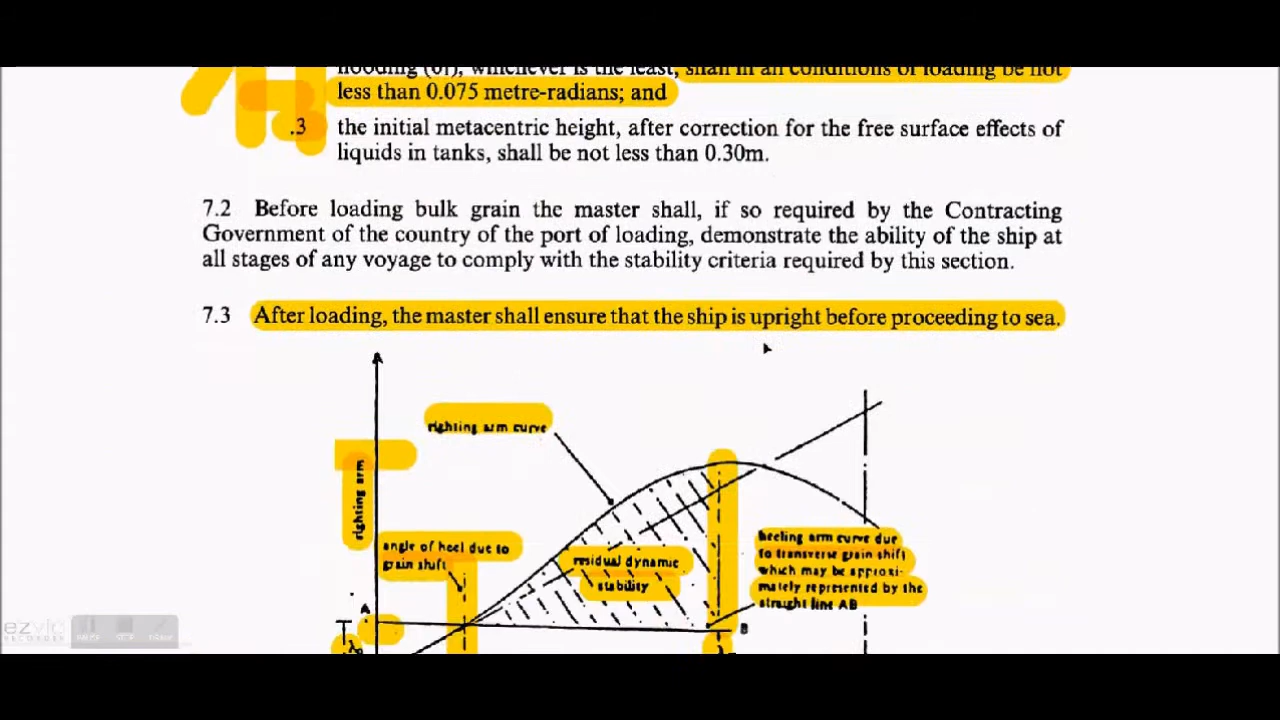 flooding (θf), whichever is the least, shall in all conditions of loading be not
less than 0.075 metre-radians; and
.3 the initial metacentric height, after correction for the free surface effects of
liquids in tanks, shall be not less than 0.30m.
7.2 Before loading bulk grain the master shall, if so required by the Contracting
Government of the country of the port of loading, demonstrate the ability of the ship at
all stages of any voyage to comply with the stability criteria required by this section.
7.3 After loading, the master shall ensure that the ship is upright before proceeding to sea.
righting arm curve
righting arm
angle of heel due to
grain shift
residual dynamic
stability
heeling arm curve due
to transverse grain shift
which may be approxi-
mately represented by the
straight line AB
A
B
λo
ezvid
RECORDER
PAUSE
STOP
DRAW